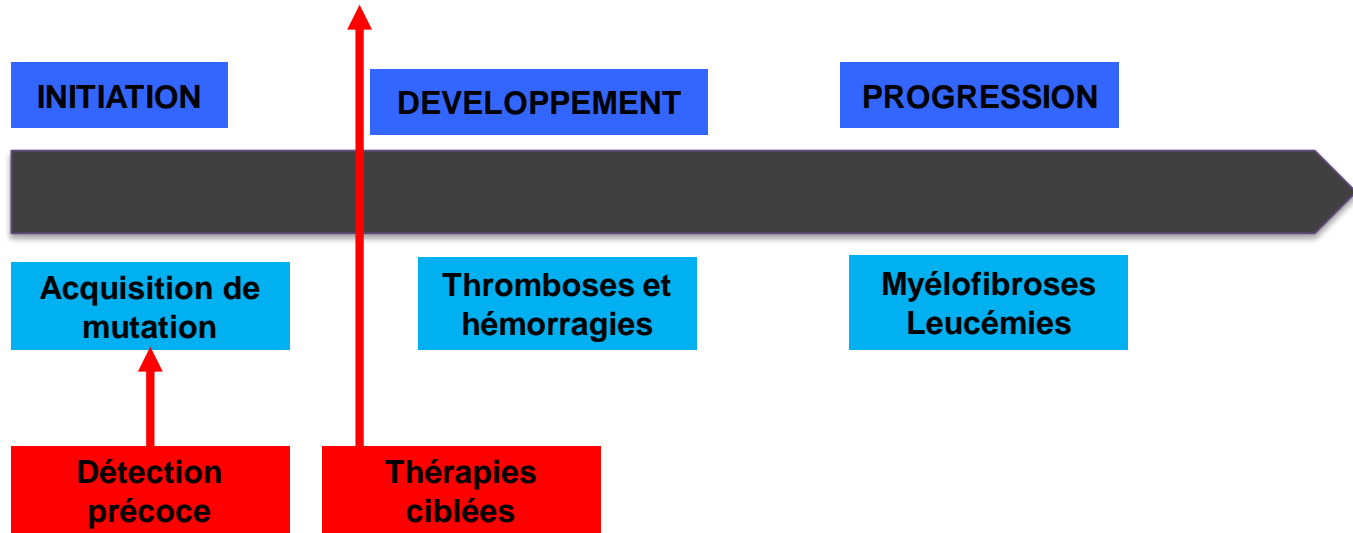 INITIATION
DEVELOPPEMENT
PROGRESSION
Acquisition de
mutation
Thromboses et
hémorragies
Myélofibroses
Leucémies
Détection
précoce
Thérapies
ciblées